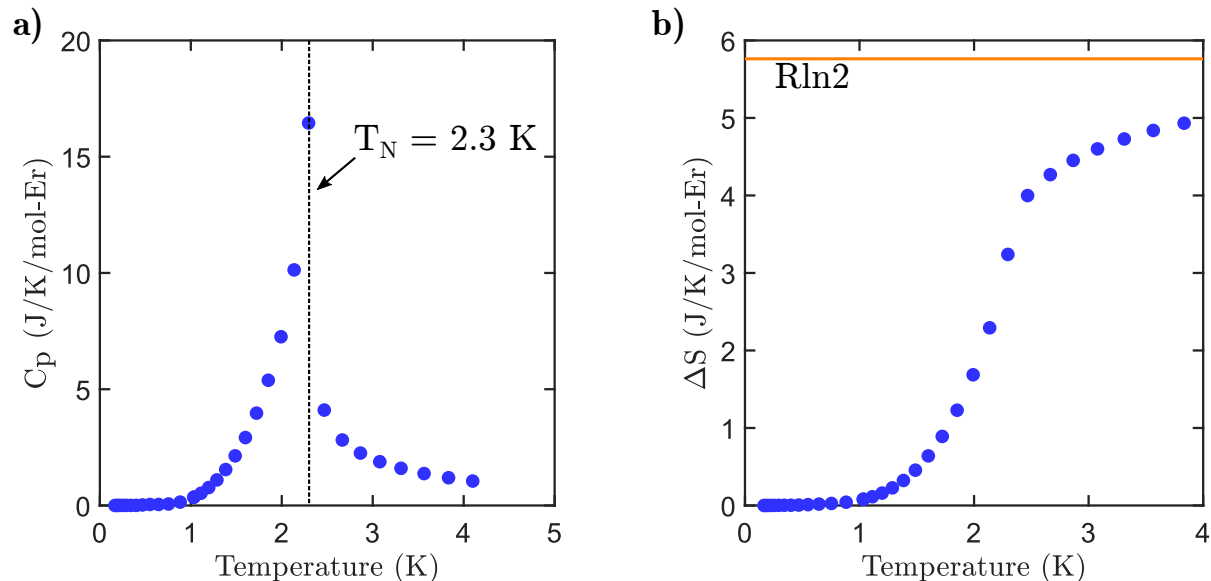 a)
20
15
10
5
0
Cp (J/K/mol-Er)
T_N = 2.3 K
0 1 2 3 4 5
Temperature (K)
b)
6
5
4
3
2
1
0
ΔS (J/K/mol-Er)
Rln2
0 1 2 3 4
Temperature (K)